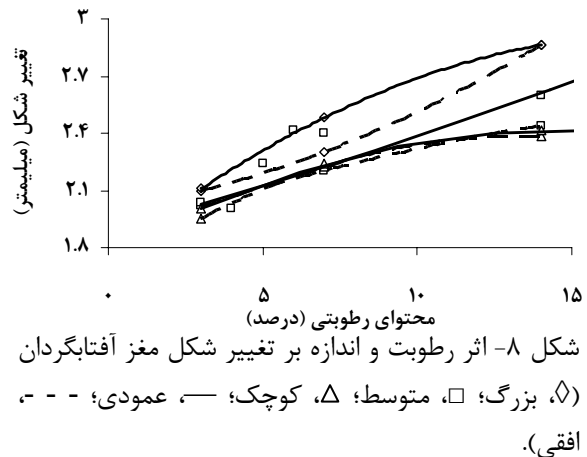 ۳
۲.۷
۲.۴
۲.۱
۱.۸
تغییر شکل (میلیمتر)
۰ ۵ ۱۰ ۱۵
محتوای رطوبتی (درصد)
شکل ۸- اثر رطوبت و اندازه بر تغییر شکل مغز آفتابگردان
(◊، بزرگ؛ □، متوسط؛ Δ، کوچک؛ —، عمودی؛ - - -،
افقی).